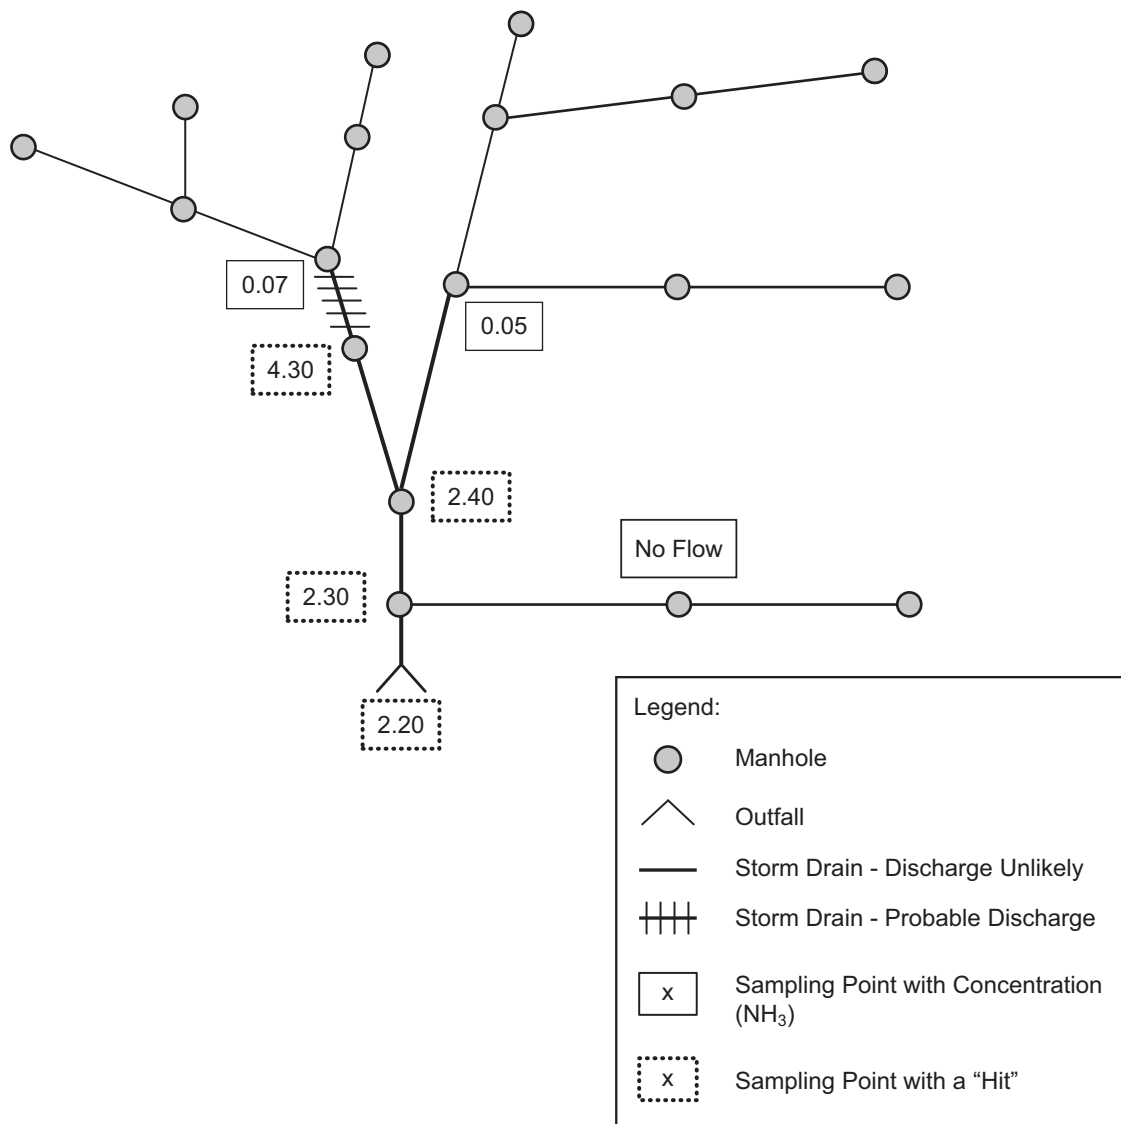 0.07
0.05
4.30
2.40
No Flow
2.30
2.20
Legend:
Manhole
Outfall
Storm Drain - Discharge Unlikely
Storm Drain - Probable Discharge
x
Sampling Point with Concentration
(NH₃)
x
Sampling Point with a “Hit”